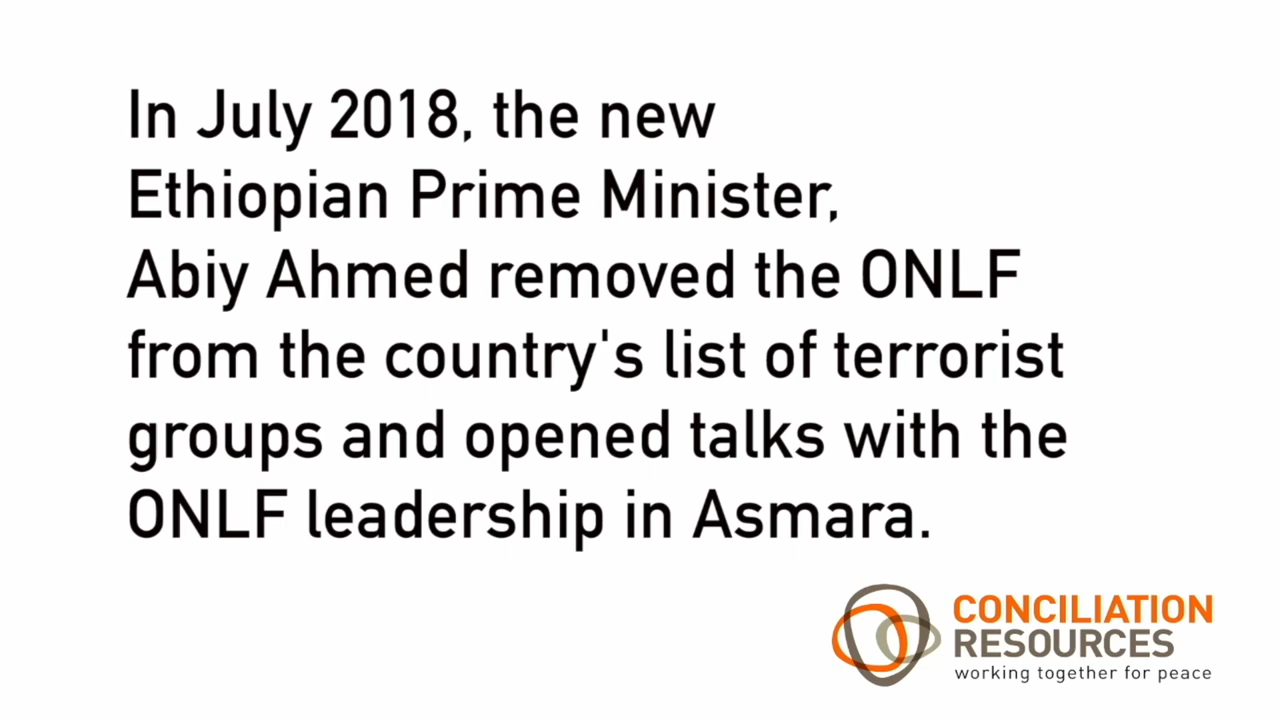 In July 2018, the new
Ethiopian Prime Minister,
Abiy Ahmed removed the ONLF
from the country's list of terrorist
groups and opened talks with the
ONLF leadership in Asmara.
CONCILIATION
RESOURCES
working together for peace